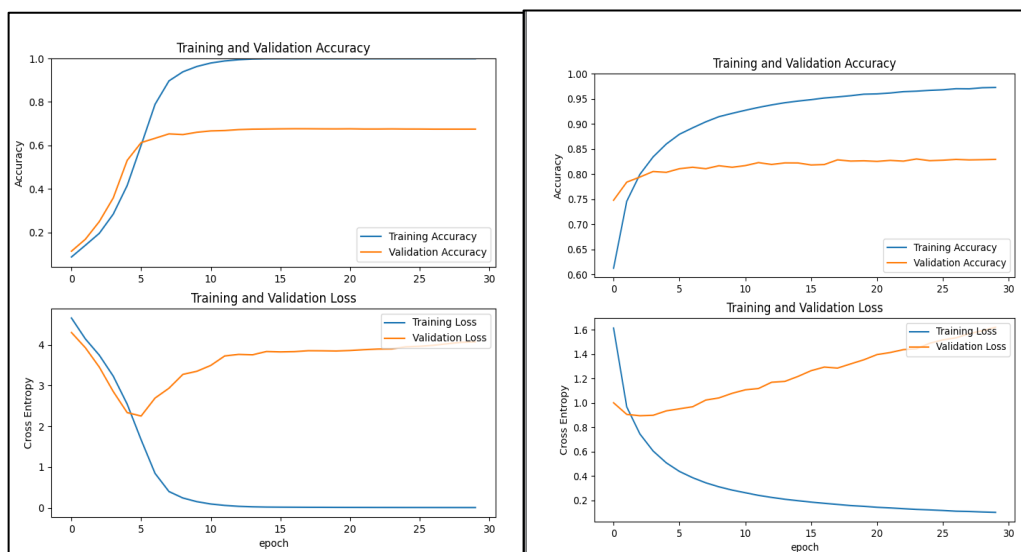 Training and Validation Accuracy
1.0
0.8
0.6
0.4
0.2
Accuracy
Training Accuracy
Validation Accuracy
0 5 10 15 20 25 30
Training and Validation Loss
Training Loss
Validation Loss
4
3
2
1
0
Cross Entropy
0 5 10 15 20 25 30
epoch
Training and Validation Accuracy
1.00
0.95
0.90
0.85
0.80
0.75
0.70
0.65
0.60
Accuracy
Training Accuracy
Validation Accuracy
0 5 10 15 20 25 30
Training and Validation Loss
Training Loss
Validation Loss
1.6
1.4
1.2
1.0
0.8
0.6
0.4
0.2
Cross Entropy
0 5 10 15 20 25 30
epoch